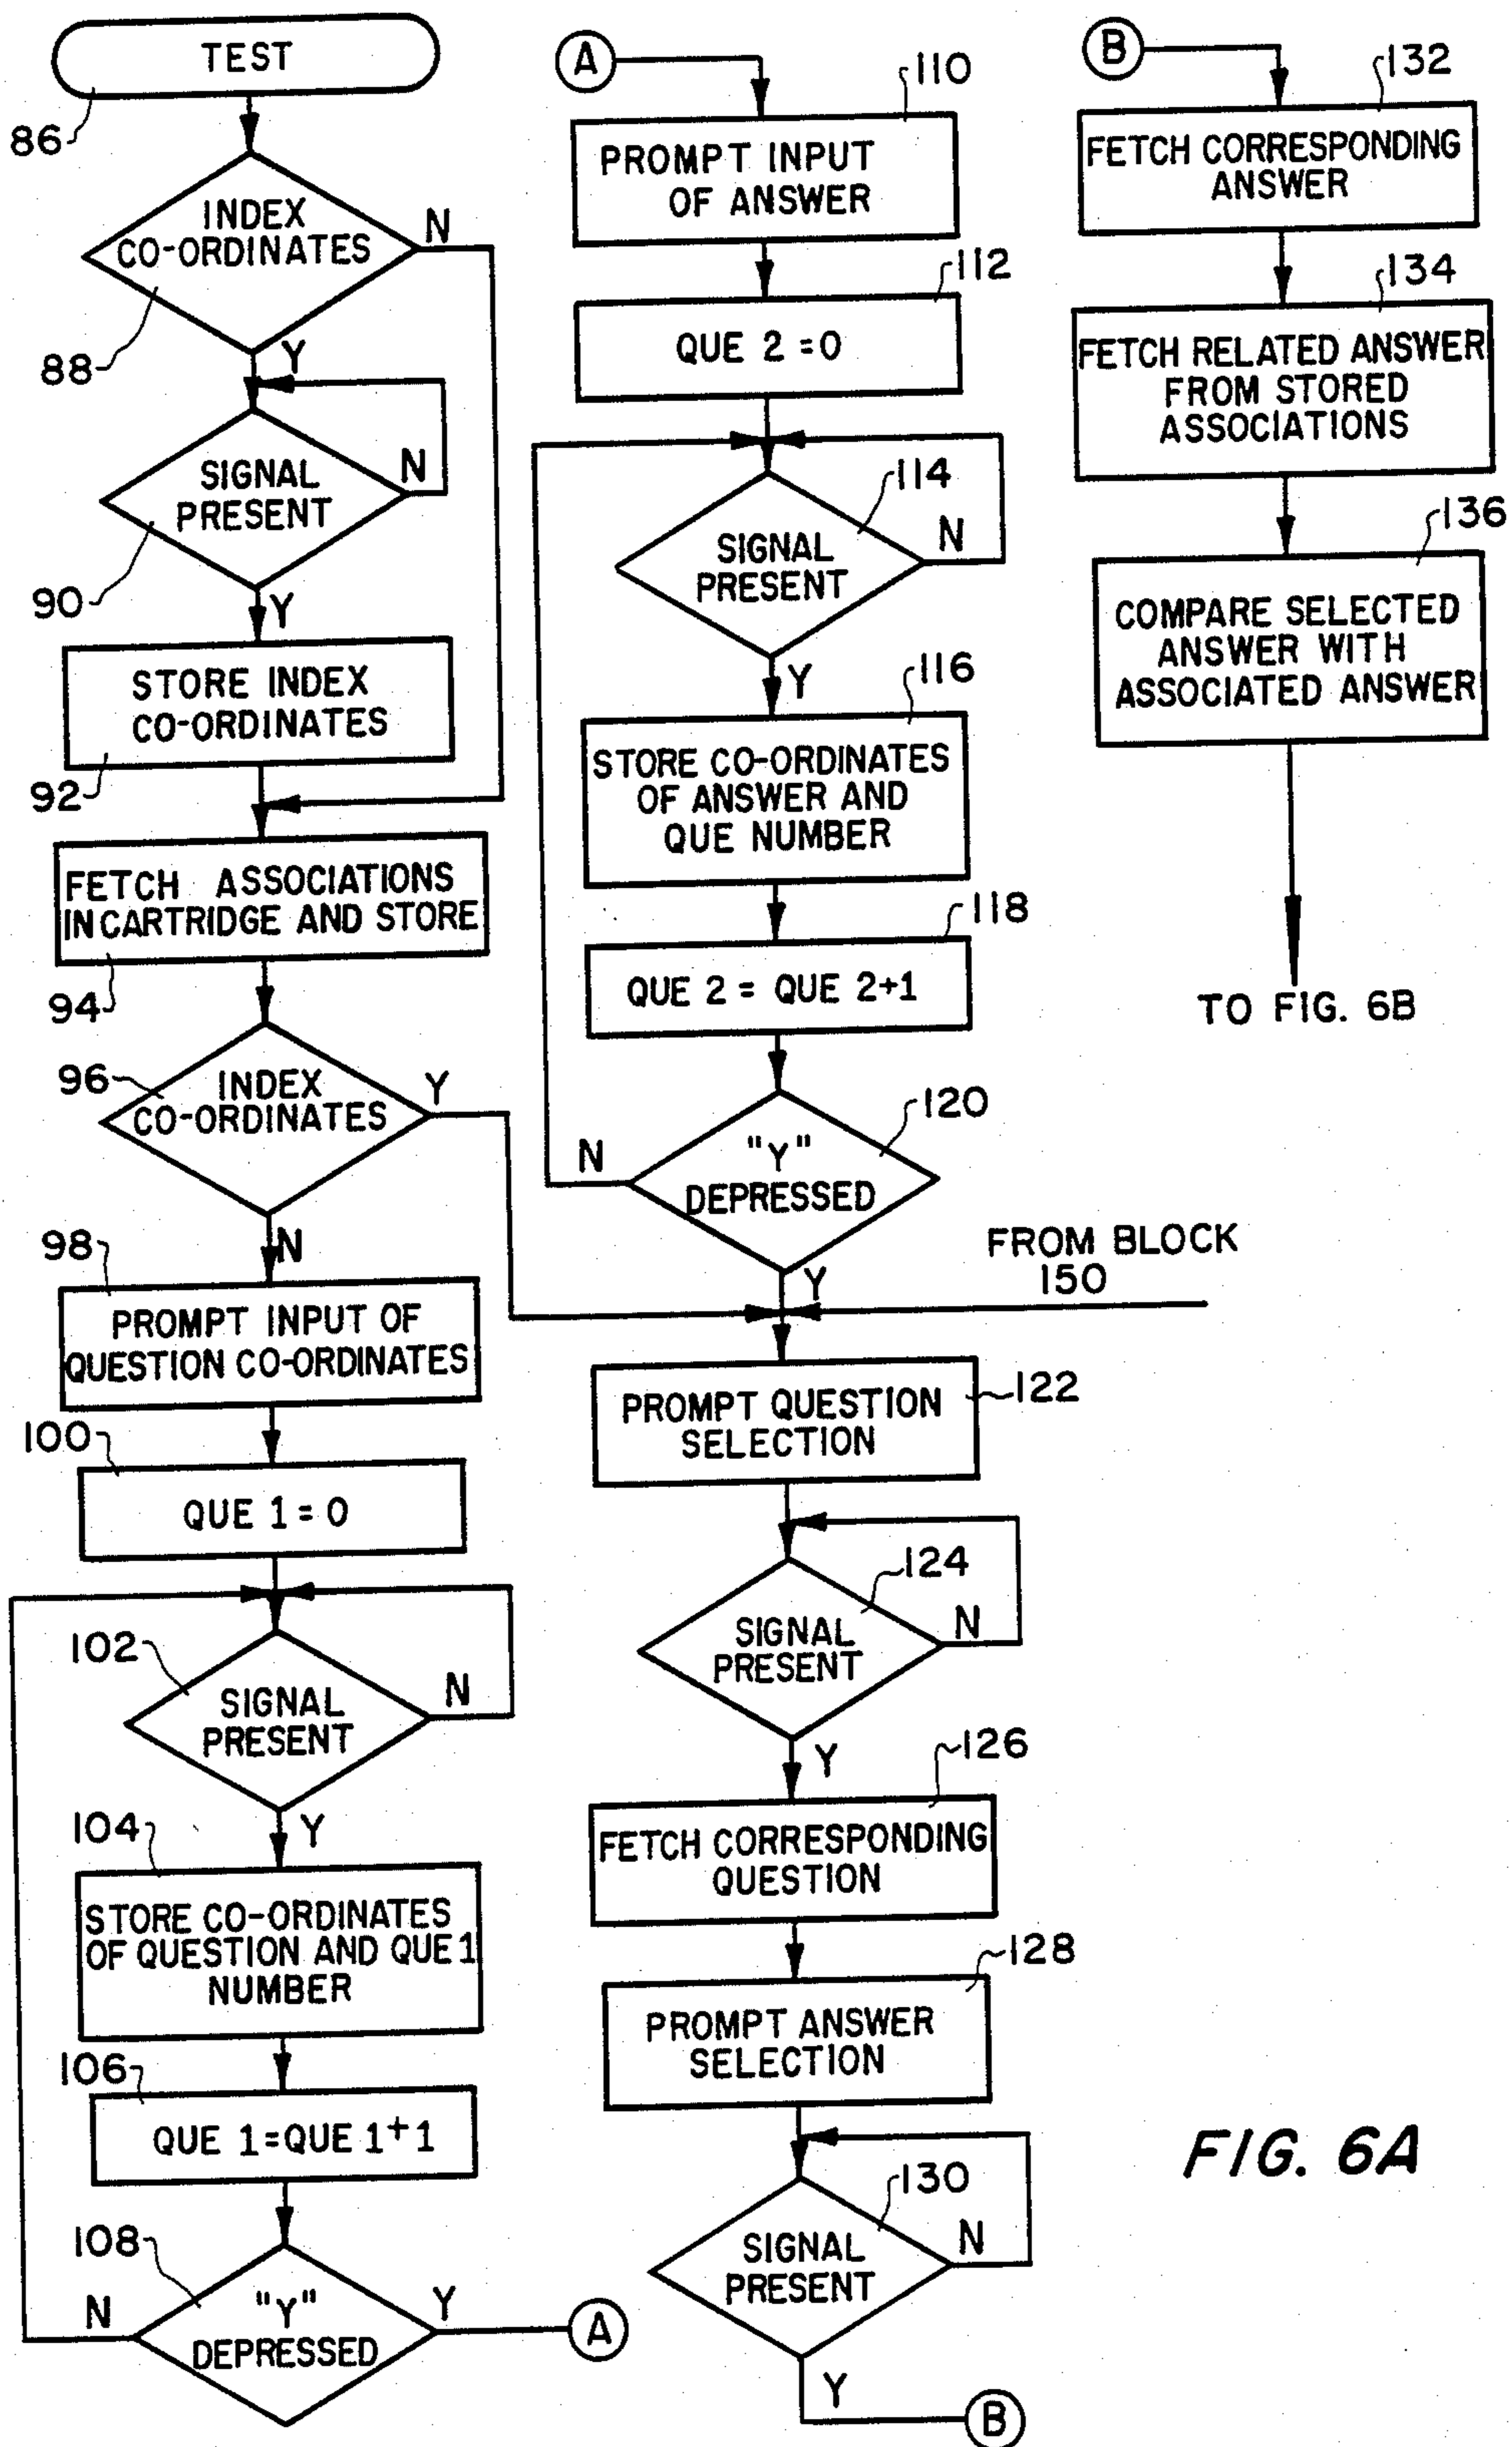 TEST
86
INDEX
CO-ORDINATES
N
88
Y
SIGNAL
PRESENT
N
90
Y
STORE INDEX
CO-ORDINATES
92
FETCH ASSOCIATIONS
IN CARTRIDGE AND STORE
94
96
INDEX
CO-ORDINATES
Y
N
98
PROMPT INPUT OF
QUESTION CO-ORDINATES
100
QUE 1 = 0
102
SIGNAL
PRESENT
N
Y
104
STORE CO-ORDINATES
OF QUESTION AND QUE 1
NUMBER
106
QUE 1=QUE 1+1
108
"Y"
DEPRESSED
N
Y
A
A
110
PROMPT INPUT
OF ANSWER
112
QUE 2 =0
114
SIGNAL
PRESENT
N
Y
116
STORE CO-ORDINATES
OF ANSWER AND
QUE NUMBER
118
QUE 2 = QUE 2+1
120
"Y"
DEPRESSED
N
Y
FROM BLOCK
150
PROMPT QUESTION
SELECTION
122
124
SIGNAL
PRESENT
N
Y
126
FETCH CORRESPONDING
QUESTION
128
PROMPT ANSWER
SELECTION
130
SIGNAL
PRESENT
N
Y
B
B
132
FETCH CORRESPONDING
ANSWER
134
FETCH RELATED ANSWER
FROM STORED
ASSOCIATIONS
136
COMPARE SELECTED
ANSWER WITH
ASSOCIATED ANSWER
TO FIG. 6B
FIG. 6A